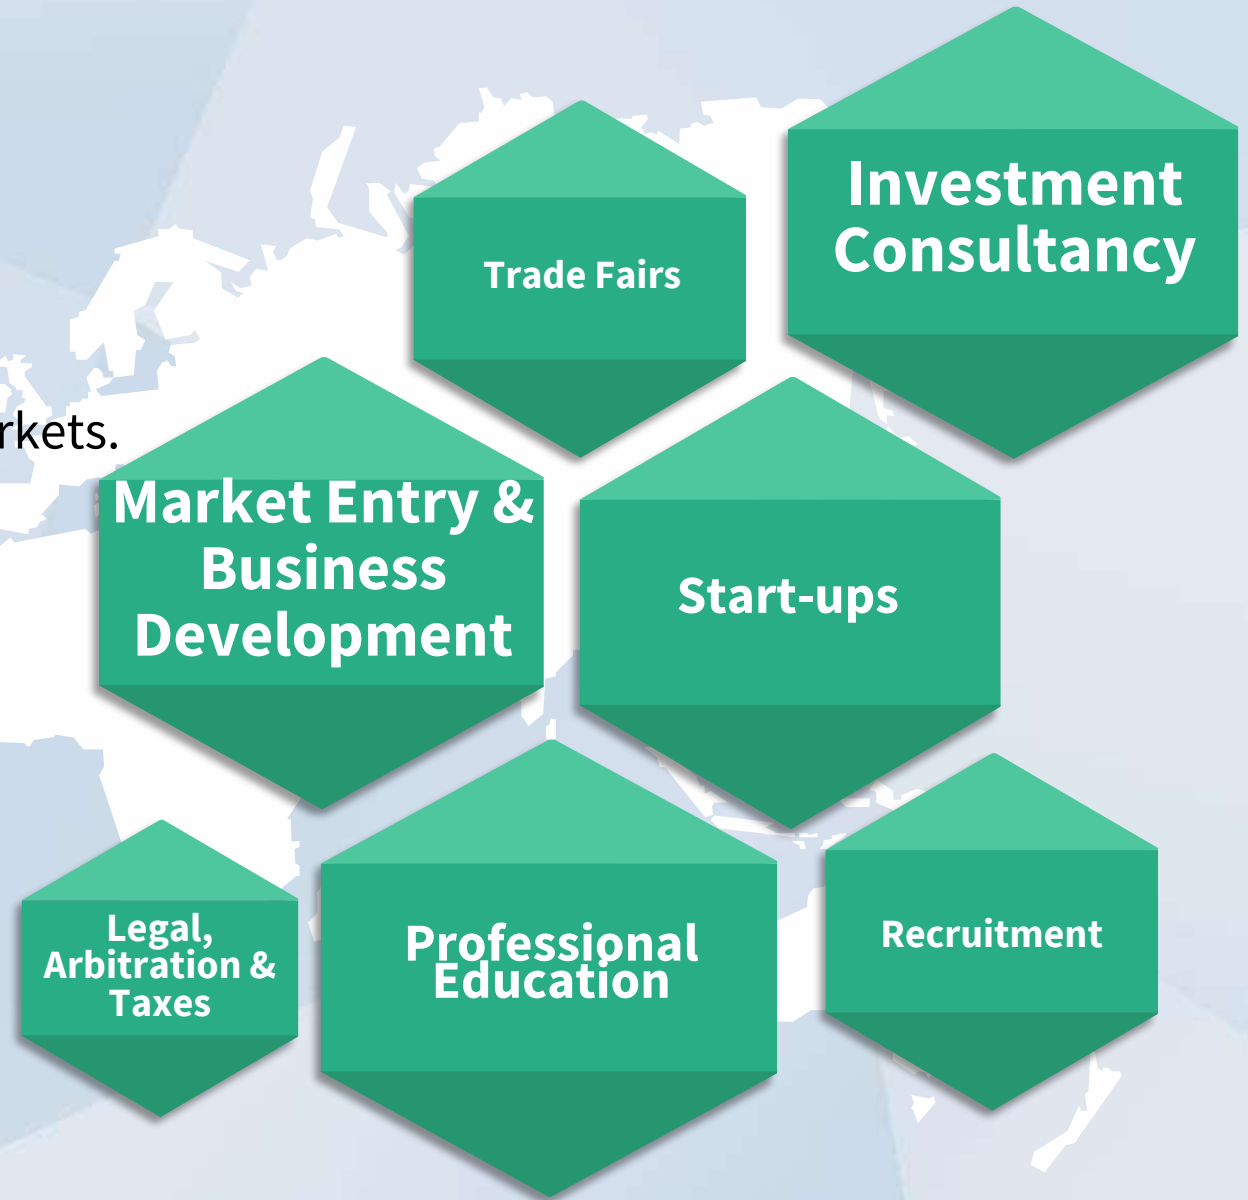 Investment
Consultancy
Trade Fairs
rkets.
Market Entry &
Business
Development
Start-ups
Legal,
Arbitration &
Taxes
Professional
Education
Recruitment